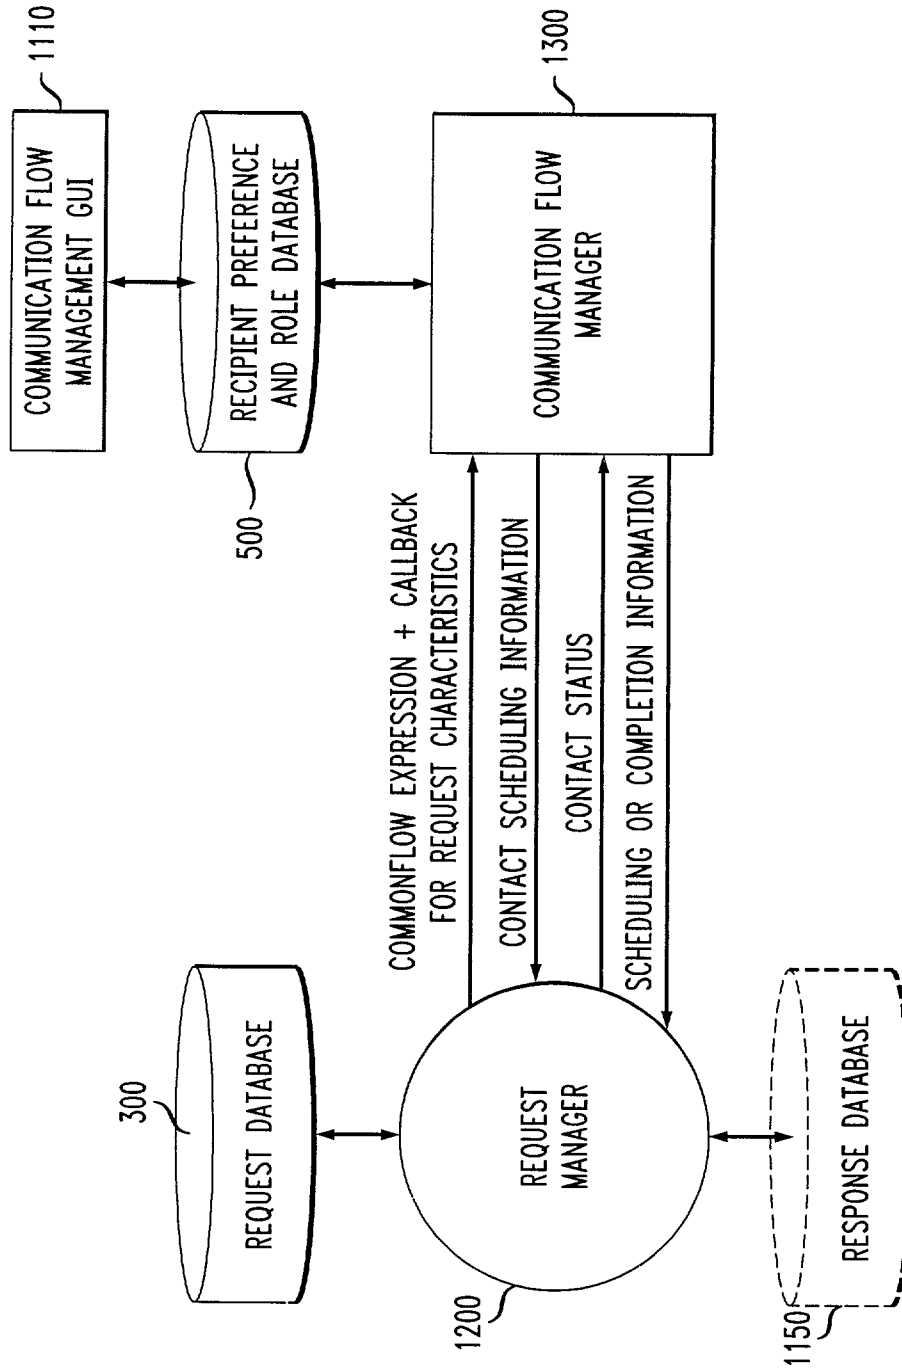 300
REQUEST DATABASE
1200
REQUEST
MANAGER
1150
RESPONSE DATABASE
COMMONFLOW EXPRESSION + CALLBACK
FOR REQUEST CHARACTERISTICS
CONTACT SCHEDULING INFORMATION
CONTACT STATUS
SCHEDULING OR COMPLETION INFORMATION
1110
COMMUNICATION FLOW
MANAGEMENT GUI
500
RECIPIENT PREFERENCE
AND ROLE DATABASE
1300
COMMUNICATION FLOW
MANAGER